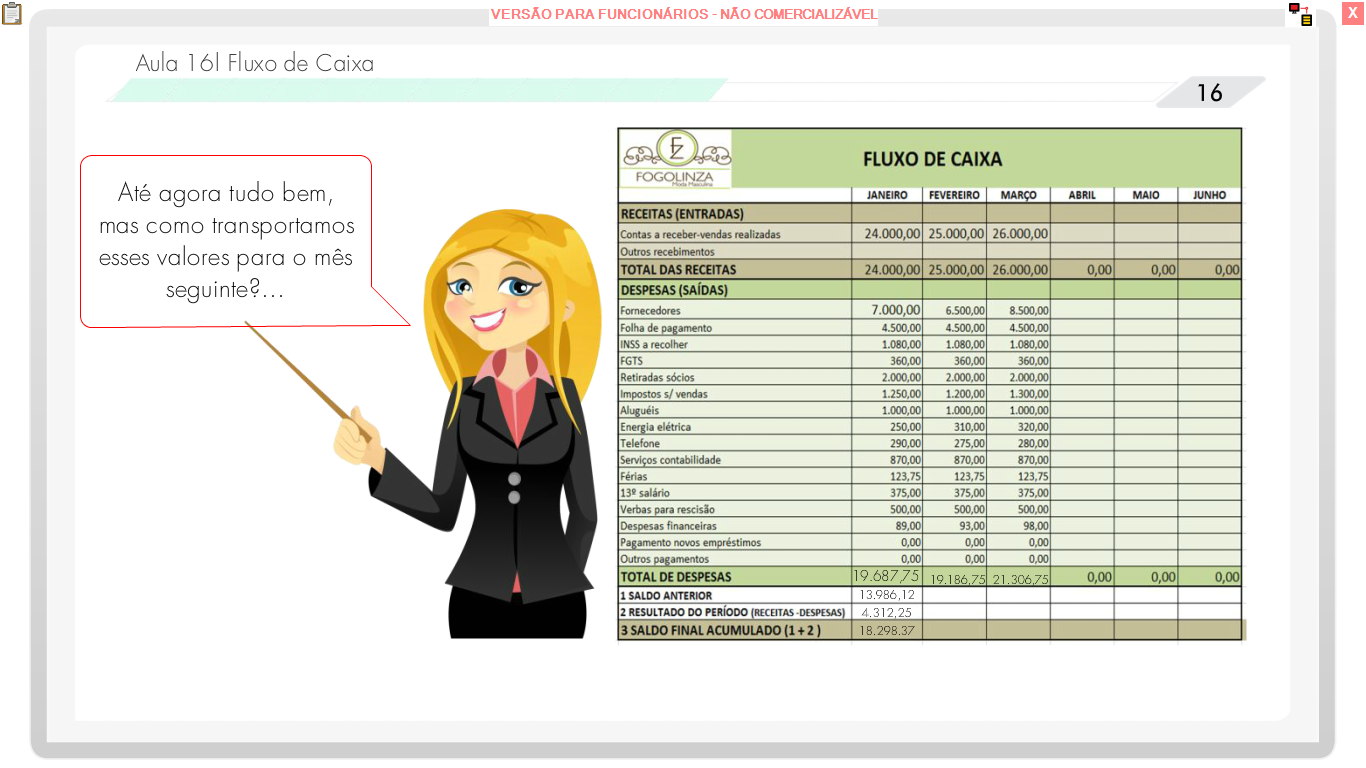 VERSÃO PARA FUNCIONÁRIOS - NÃO COMERCIALIZÁVEL
X
Aula 16| Fluxo de Caixa
16
Até agora tudo bem,
mas como transportamos
esses valores para o mês
seguinte?...
FZ
FOGOLINZA
Moda Masculina
FLUXO DE CAIXA
JANEIRO FEVEREIRO MARÇO ABRIL MAIO JUNHO
RECEITAS (ENTRADAS)
Contas a receber-vendas realizadas 24.000,00 25.000,00 26.000,00
Outros recebimentos
TOTAL DAS RECEITAS 24.000,00 25.000,00 26.000,00 0,00 0,00 0,00
DESPESAS (SAÍDAS)
Fornecedores 7.000,00 6.500,00 8.500,00
Folha de pagamento 4.500,00 4.500,00 4.500,00
INSS a recolher 1.080,00 1.080,00 1.080,00
FGTS 360,00 360,00 360,00
Retiradas sócios 2.000,00 2.000,00 2.000,00
Impostos s/ vendas 1.250,00 1.200,00 1.300,00
Aluguéis 1.000,00 1.000,00 1.000,00
Energia elétrica 250,00 310,00 320,00
Telefone 290,00 275,00 280,00
Serviços contabilidade 870,00 870,00 870,00
Férias 123,75 123,75 123,75
13º salário 375,00 375,00 375,00
Verbas para rescisão 500,00 500,00 500,00
Despesas financeiras 89,00 93,00 98,00
Pagamento novos empréstimos 0,00 0,00 0,00
Outros pagamentos 0,00 0,00 0,00
TOTAL DE DESPESAS 19.687,75 19.186,75 21.306,75 0,00 0,00 0,00
1 SALDO ANTERIOR 13.986,12
2 RESULTADO DO PERÍODO (RECEITAS -DESPESAS) 4.312,25
3 SALDO FINAL ACUMULADO (1 + 2 ) 18.298.37